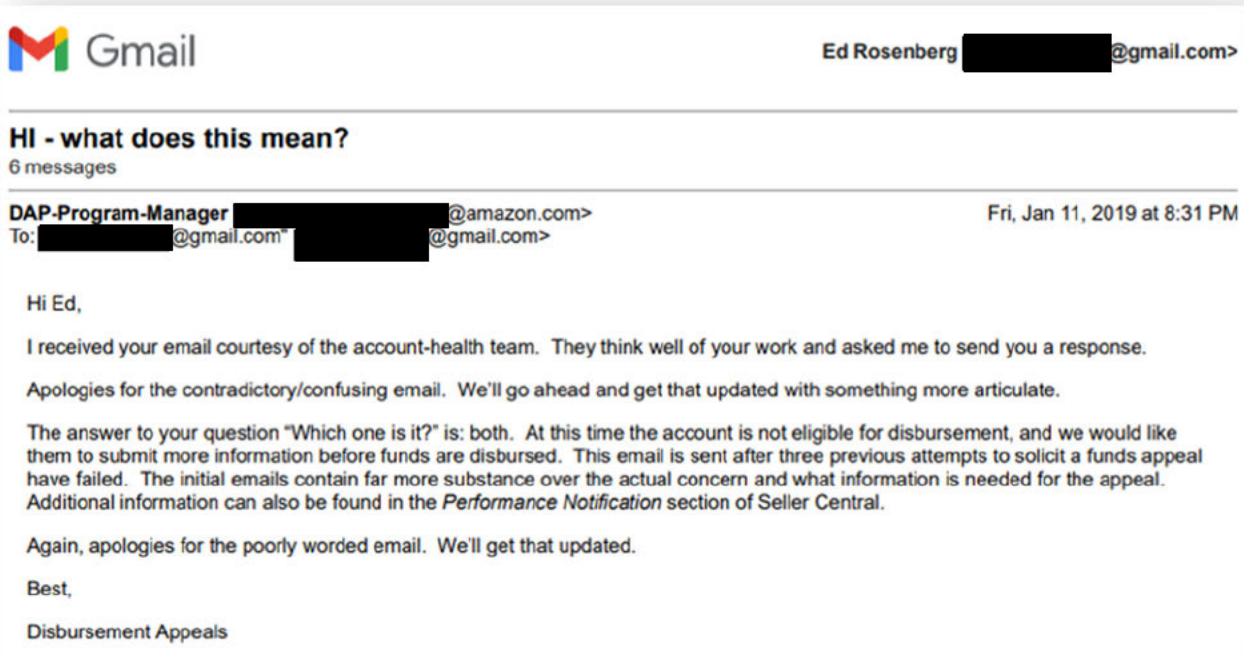 Gmail
Ed Rosenberg @gmail.com>
HI - what does this mean?
6 messages
DAP-Program-Manager @amazon.com>
Fri, Jan 11, 2019 at 8:31 PM
To: @gmail.com" @gmail.com>
Hi Ed,
I received your email courtesy of the account-health team. They think well of your work and asked me to send you a response.
Apologies for the contradictory/confusing email. We'll go ahead and get that updated with something more articulate.
The answer to your question “Which one is it?” is: both. At this time the account is not eligible for disbursement, and we would like
them to submit more information before funds are disbursed. This email is sent after three previous attempts to solicit a funds appeal
have failed. The initial emails contain far more substance over the actual concern and what information is needed for the appeal.
Additional information can also be found in the Performance Notification section of Seller Central.
Again, apologies for the poorly worded email. We'll get that updated.
Best,
Disbursement Appeals